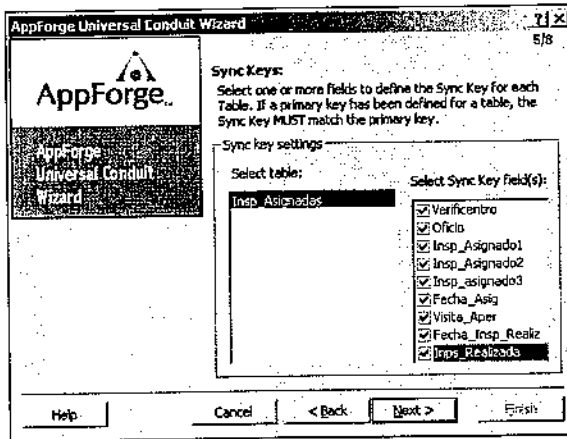 AppForge Universal Conduit Wizard
5/8
AppForge
AppForge
Universal Conduit
Wizard
Sync Keys:
Select one or more fields to define the Sync Key for each
Table. If a primary key has been defined for a table, the
Sync Key MUST match the primary key.
Sync key settings
Select table:
Insp_Asignadas
Select Sync Key field(s):
Verificentro
Oficio
Insp_Asignado1
Insp_Asignado2
Insp_asignado3
Fecha_Asig
Visita_Aper
Fecha_Insp_Realiz
Inps_Realizada
Help
Cancel
< Back
Next >
Finish